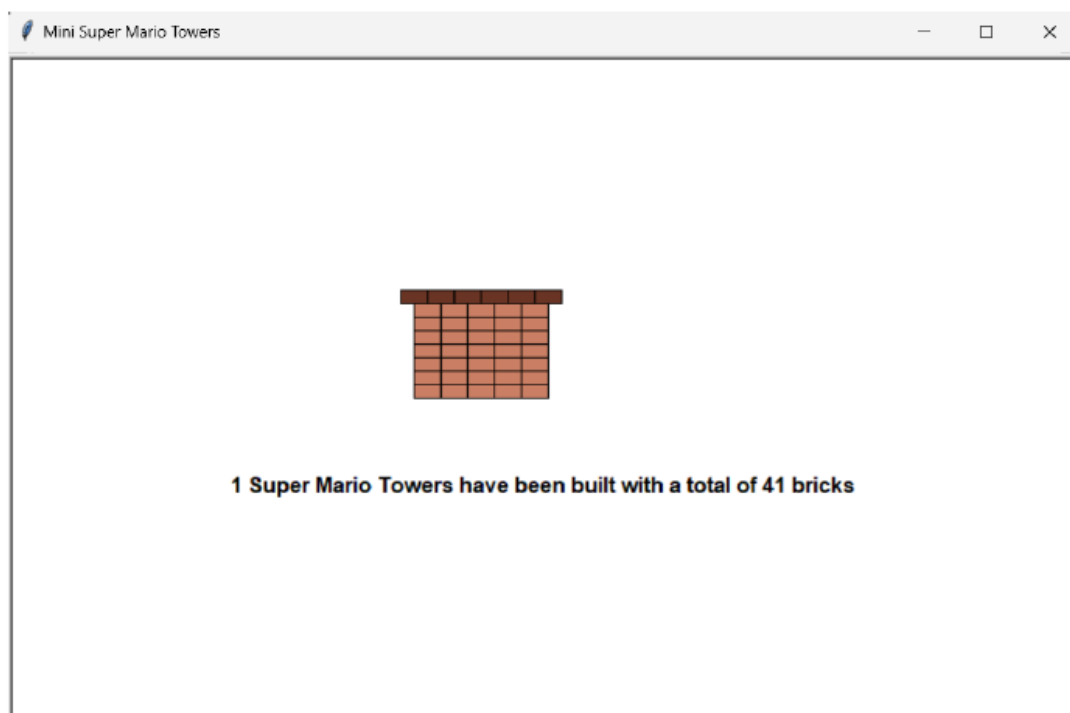 Mini Super Mario Towers
1 Super Mario Towers have been built with a total of 41 bricks